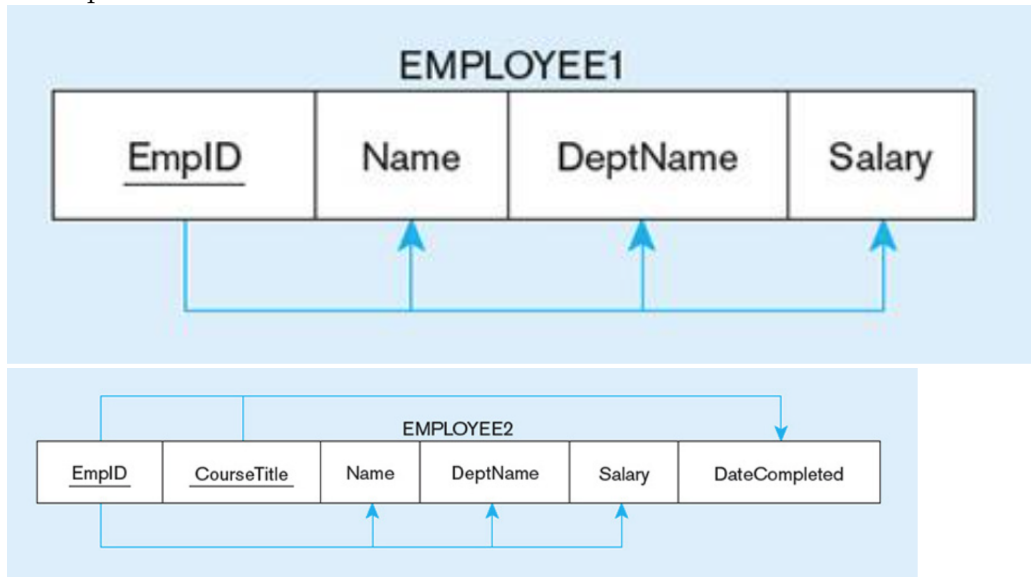 EMPLOYEE1
EmpID Name DeptName Salary
EMPLOYEE2
EmpID CourseTitle Name DeptName Salary DateCompleted